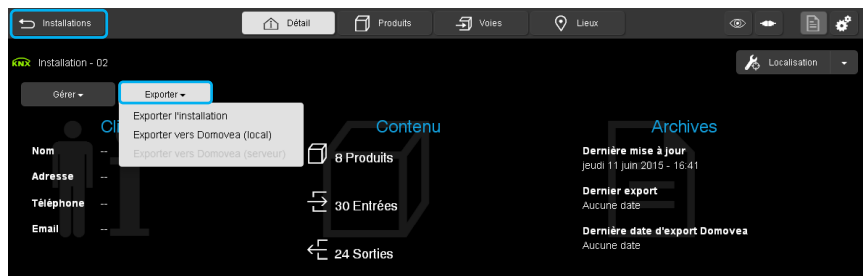 Installations
Détail
Produits
Voies
Lieux
KNX Installation - 02
Localisation
Gérer
Exporter
Exporter l'installation
Exporter vers Domovea (local)
Exporter vers Domovea (serveur)
Cli
Nom --
Adresse --
Téléphone --
Email --
Contenu
8 Produits
30 Entrées
24 Sorties
Archives
Dernière mise à jour
jeudi 11 juin 2015 - 16:41
Dernier export
Aucune date
Dernière date d'export Domovea
Aucune date